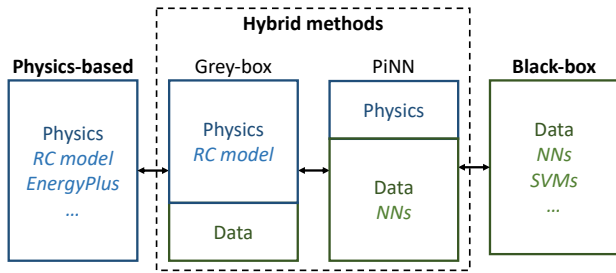 Hybrid methods
Physics-based
Grey-box
PiNN
Black-box
Physics
RC model
EnergyPlus
...
Physics
RC model
Data
Physics
Data
NNs
Data
NNs
SVMs
...